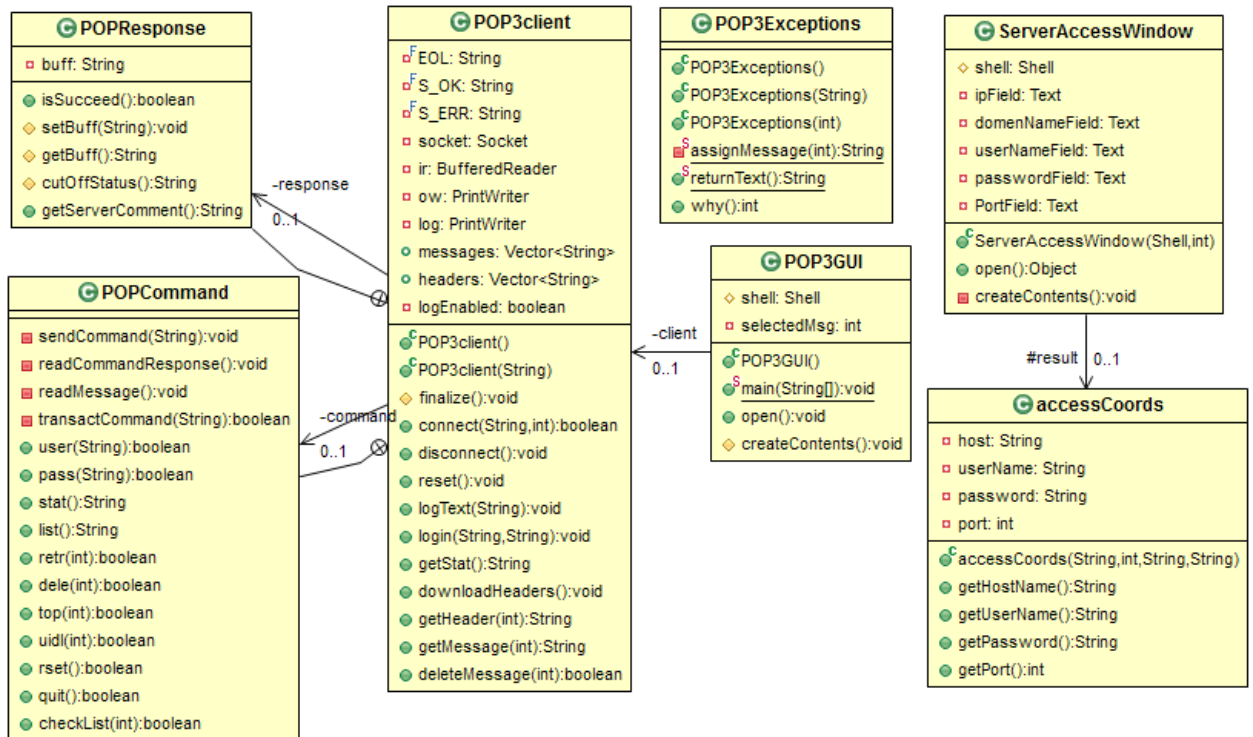 POPResponse
buff: String
isSucceed():boolean
setBuff(String):void
getBuff():String
cutOffStatus():String
getServerComment():String
POPCommand
sendCommand(String):void
readCommandResponse():void
readMessage():void
transactCommand(String):boolean
user(String):boolean
pass(String):boolean
stat():String
list():String
retr(int):boolean
dele(int):boolean
top(int):boolean
uidl(int):boolean
rset():boolean
quit():boolean
checkList(int):boolean
-response
0..1
-command
0..1
POP3client
EOL: String
S_OK: String
S_ERR: String
socket: Socket
ir: BufferedReader
ow: PrintWriter
log: PrintWriter
messages: Vector<String>
headers: Vector<String>
logEnabled: boolean
POP3client()
POP3client(String)
finalize():void
connect(String,int):boolean
disconnect():void
reset():void
logText(String):void
login(String,String):void
getStat():String
downloadHeaders():void
getHeader(int):String
getMessage(int):String
deleteMessage(int):boolean
-client
0..1
POP3Exceptions
POP3Exceptions()
POP3Exceptions(String)
POP3Exceptions(int)
assignMessage(int):String
returnText():String
why():int
POP3GUI
shell: Shell
selectedMsg: int
POP3GUI()
main(String[]):void
open():void
createContents():void
ServerAccessWindow
shell: Shell
ipField: Text
domenNameField: Text
userNameField: Text
passwordField: Text
PortField: Text
ServerAccessWindow(Shell,int)
open():Object
createContents():void
#result
0..1
accessCoords
host: String
userName: String
password: String
port: int
accessCoords(String,int,String,String)
getHostName():String
getUserName():String
getPassword():String
getPort():int